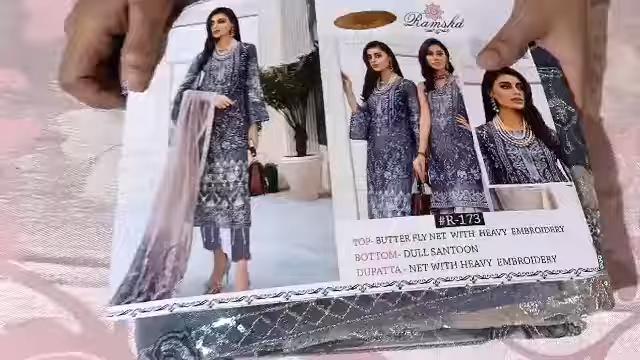 Ramsha
#R-173
TOP- BUTTER FLY NET WITH HEAVY EMBROIDERY
BOTTOM- DULL SANTOON
DUPATTA - NET WITH HEAVY EMBROIDERY